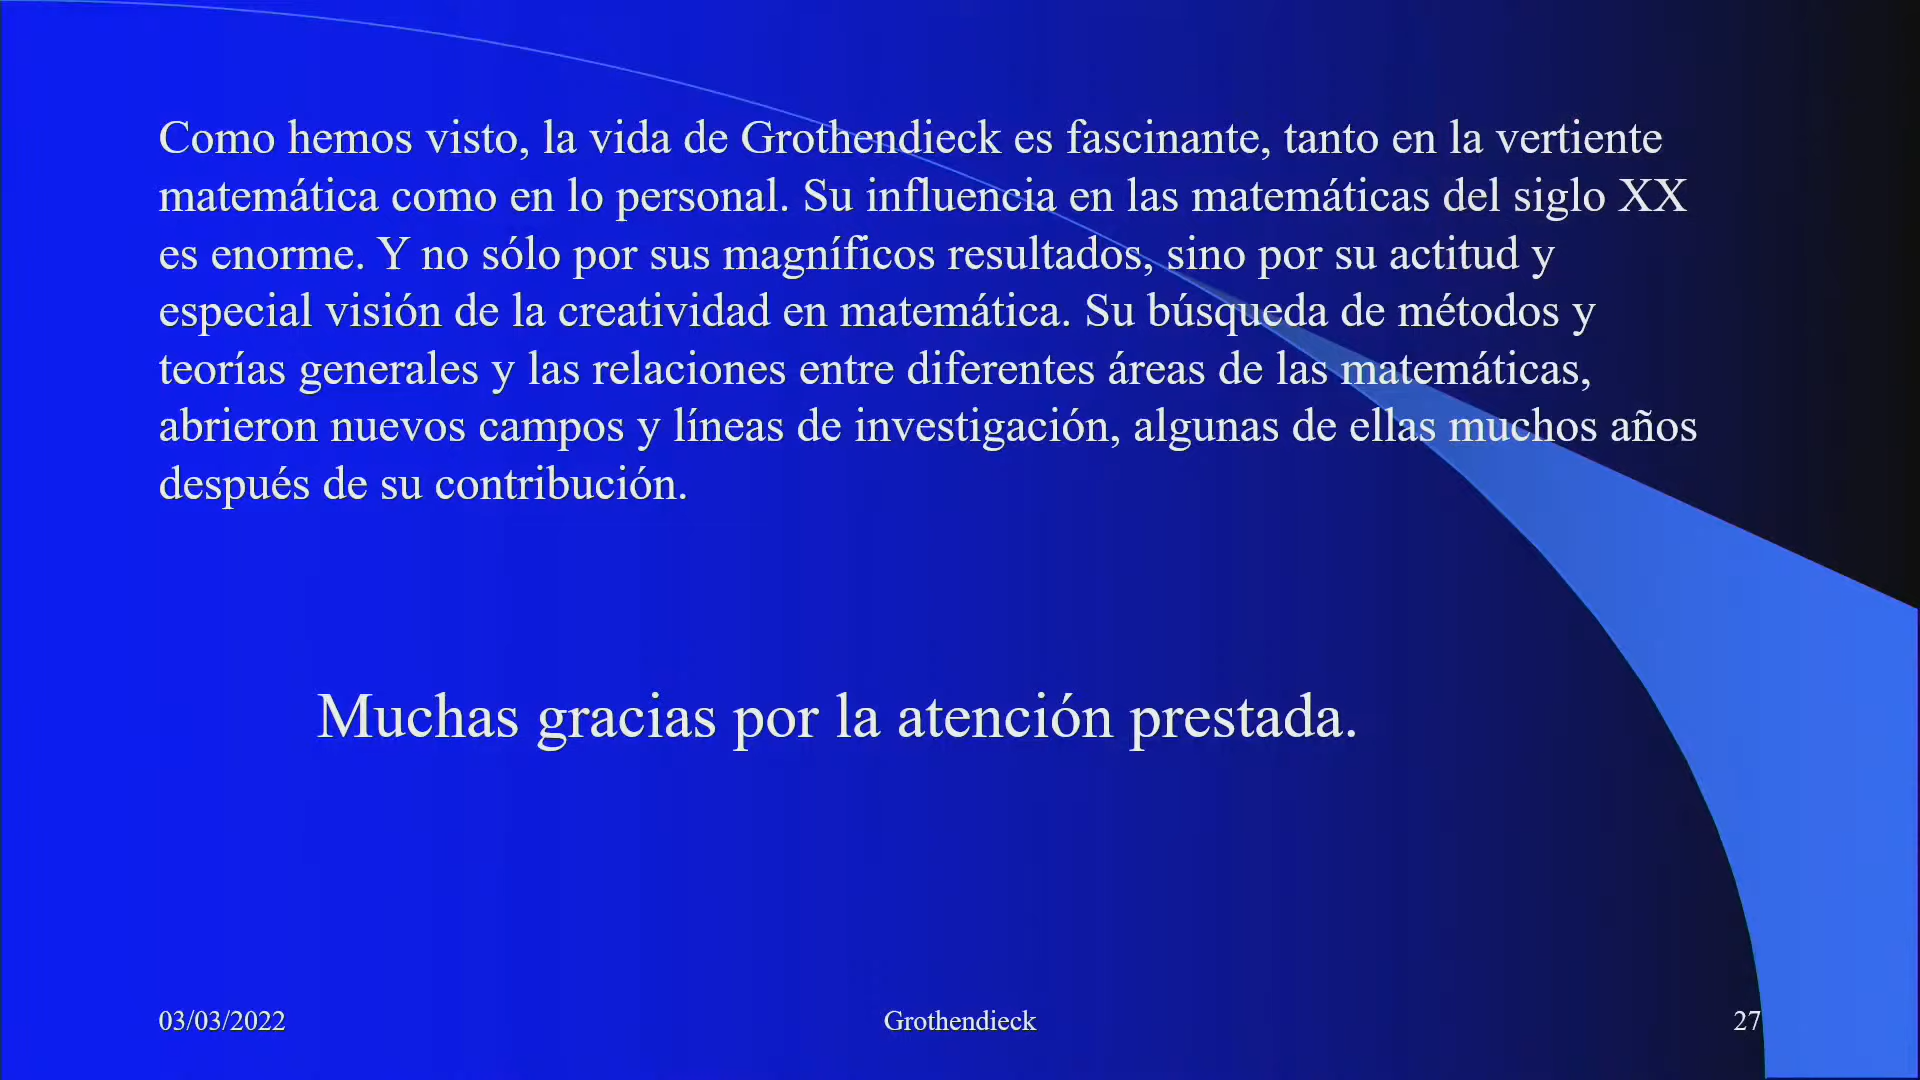 Como hemos visto, la vida de Grothendieck es fascinante, tanto en la vertiente
matemática como en lo personal. Su influencia en las matemáticas del siglo XX
es enorme. Y no sólo por sus magníficos resultados, sino por su actitud y
especial visión de la creatividad en matemática. Su búsqueda de métodos y
teorías generales y las relaciones entre diferentes áreas de las matemáticas,
abrieron nuevos campos y líneas de investigación, algunas de ellas muchos años
después de su contribución.
Muchas gracias por la atención prestada.
03/03/2022
Grothendieck
27